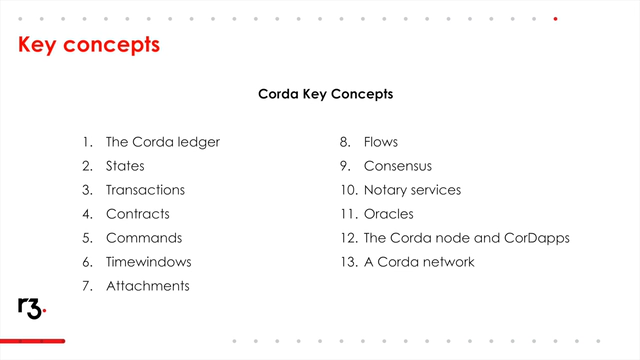 Key concepts
Corda Key Concepts
1. The Corda ledger
2. States
3. Transactions
4. Contracts
5. Commands
6. Timewindows
7. Attachments
8. Flows
9. Consensus
10. Notary services
11. Oracles
12. The Corda node and CorDapps
13. A Corda network
r3.